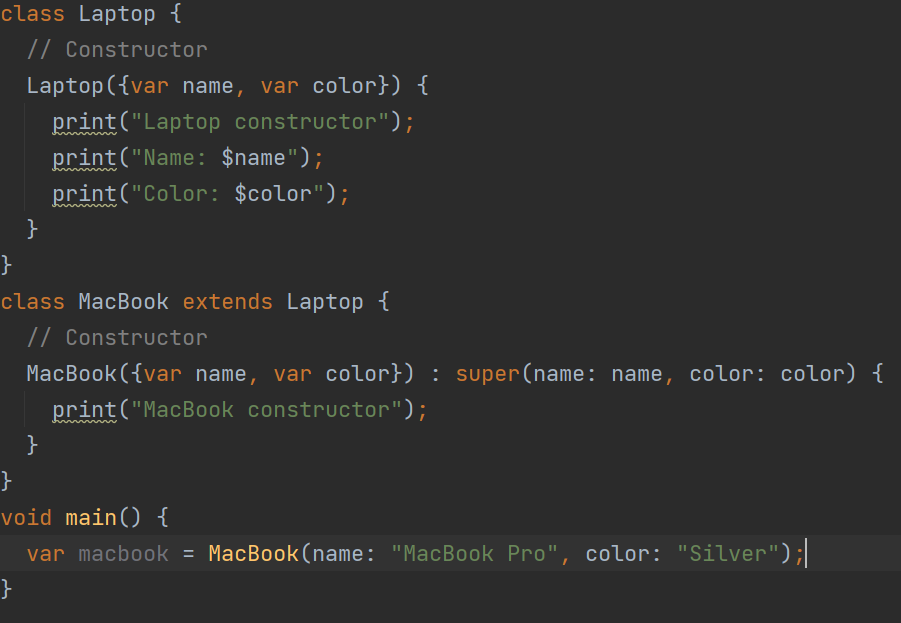 class Laptop {
  // Constructor
  Laptop({var name, var color}) {
    print("Laptop constructor");
    print("Name: $name");
    print("Color: $color");
  }
}
class MacBook extends Laptop {
  // Constructor
  MacBook({var name, var color}) : super(name: name, color: color) {
    print("MacBook constructor");
  }
}
void main() {
  var macbook = MacBook(name: "MacBook Pro", color: "Silver");
}